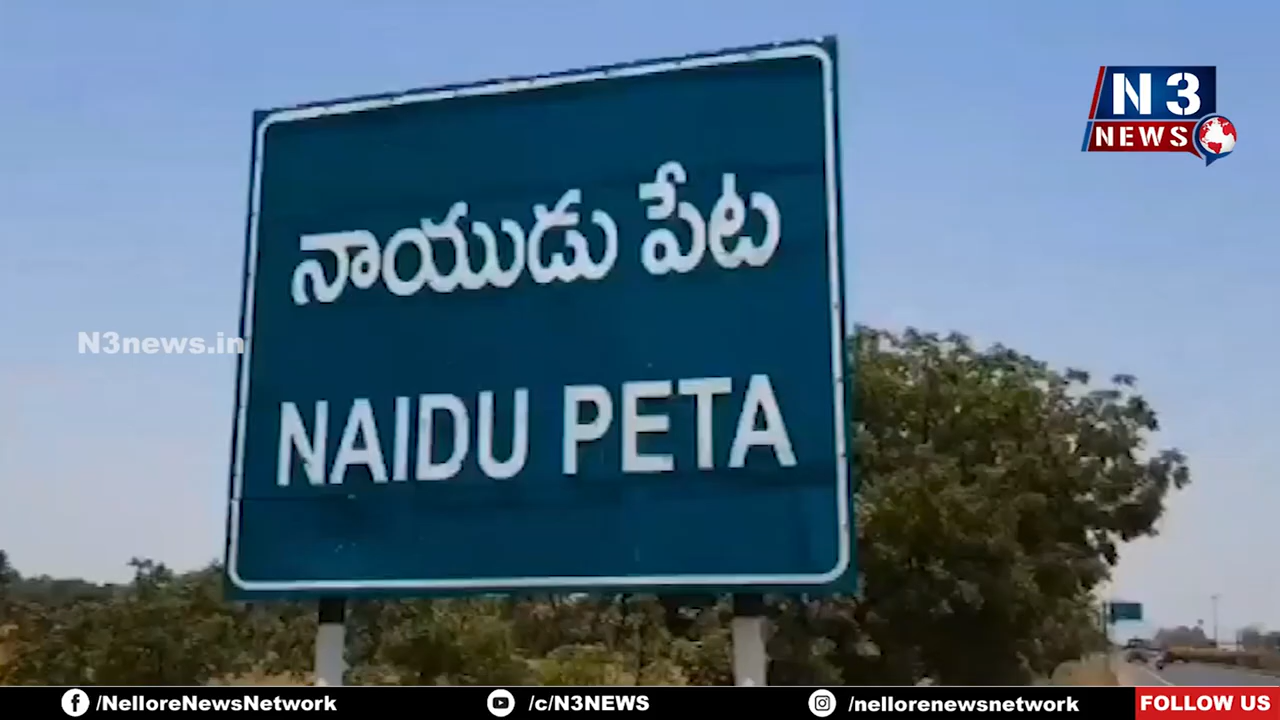 N3
NEWS
నాయుడు పేట
N3news.in
NAIDU PETA
/NelloreNewsNetwork
/c/N3NEWS
/nellorenewsnetwork
FOLLOW US